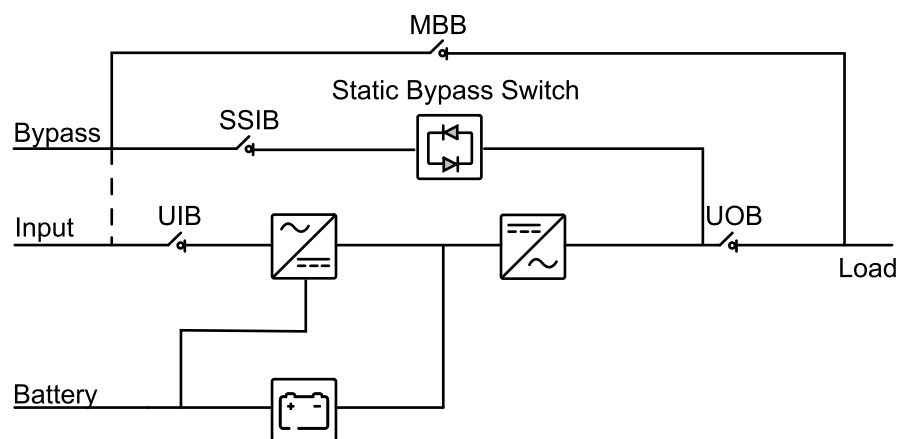 MBB
Static Bypass Switch
SSIB
Bypass
UIB
UOB
Input
Load
Battery